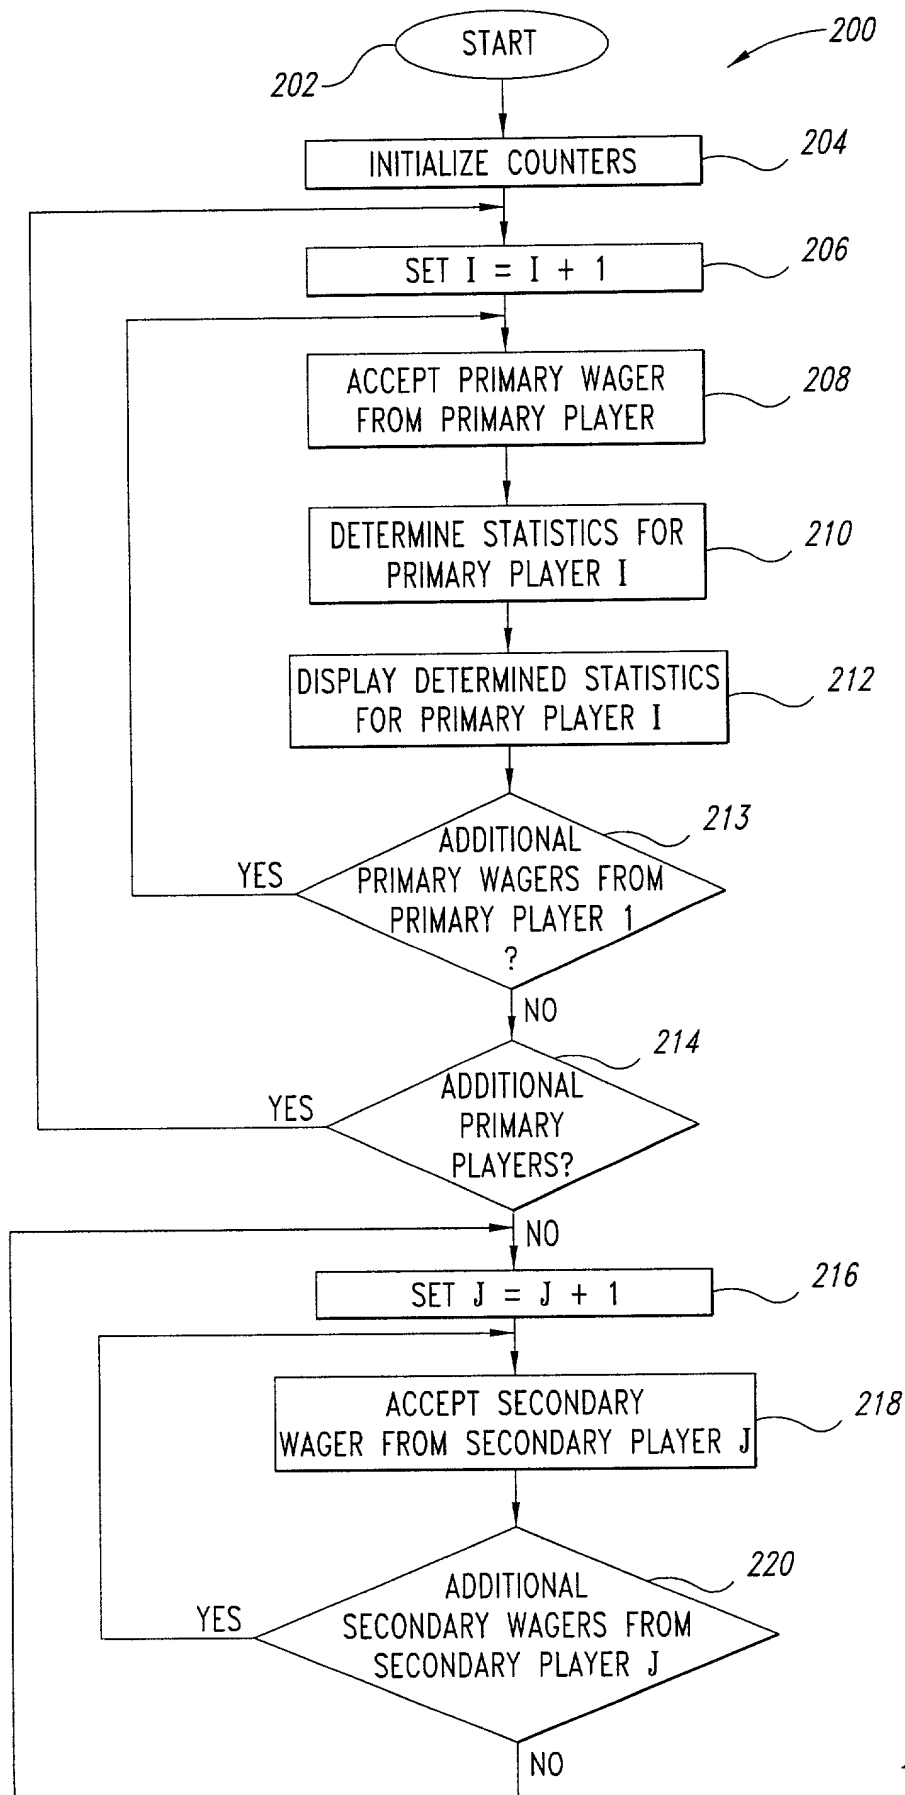 START
200
202
INITIALIZE COUNTERS
204
SET I = I + 1
206
ACCEPT PRIMARY WAGER
FROM PRIMARY PLAYER
208
DETERMINE STATISTICS FOR
PRIMARY PLAYER I
210
DISPLAY DETERMINED STATISTICS
FOR PRIMARY PLAYER I
212
ADDITIONAL
PRIMARY WAGERS FROM
PRIMARY PLAYER 1
?
213
YES
NO
ADDITIONAL
PRIMARY
PLAYERS?
214
YES
NO
SET J = J + 1
216
ACCEPT SECONDARY
WAGER FROM SECONDARY PLAYER J
218
ADDITIONAL
SECONDARY WAGERS FROM
SECONDARY PLAYER J
220
YES
NO